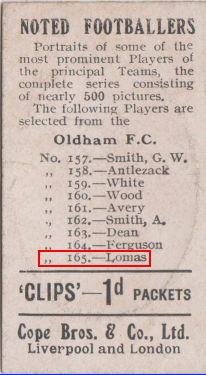 NOTED FOOTBALLERS
Portraits of some of the
most prominent Players of
the principal Teams, the
complete series consisting
of nearly 500 pictures.
The following Players are
selected from the
Oldham F.C.
No. 157.—Smith, G. W.
„ 158.—Antlezack
„ 159.—White
„ 160.—Wood
„ 161.—Avery
„ 162.—Smith, A.
„ 163.—Dean
„ 164.—Ferguson
„ 165.—Lomas
'CLIPS'—1d PACKETS
Cope Bros. & Co., Ltd.
Liverpool and London